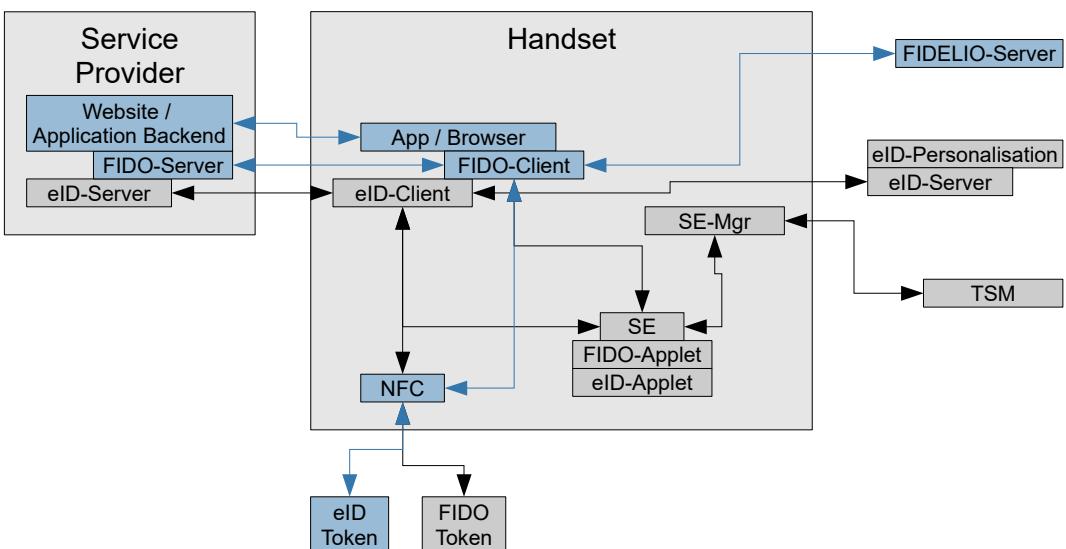 Service
Provider
Website /
Application Backend
FIDO-Server
eID-Server
Handset
App / Browser
FIDO-Client
eID-Client
SE-Mgr
SE
FIDO-Applet
eID-Applet
NFC
FIDELIO-Server
eID-Personalisation
eID-Server
TSM
eID
Token
FIDO
Token